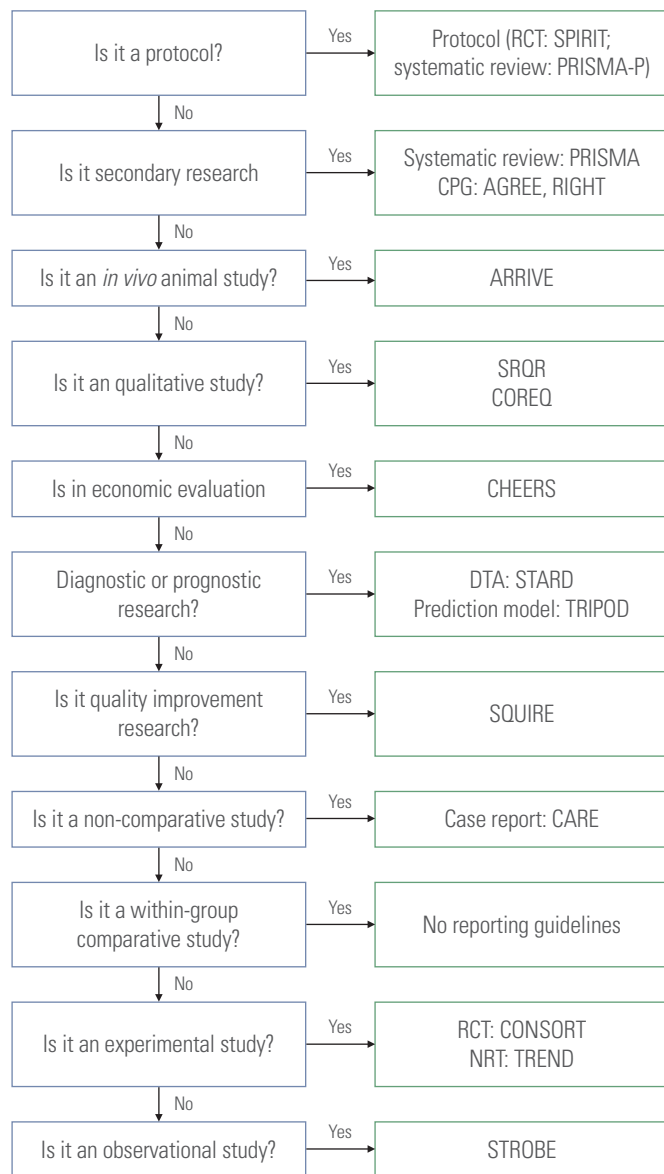 Is it a protocol?
Yes
Protocol (RCT: SPIRIT;
systematic review: PRISMA-P)
No
Is it secondary research
Yes
Systematic review: PRISMA
CPG: AGREE, RIGHT
No
Is it an in vivo animal study?
Yes
ARRIVE
No
Is it an qualitative study?
Yes
SRQR
COREQ
No
Is in economic evaluation
Yes
CHEERS
No
Diagnostic or prognostic
research?
Yes
DTA: STARD
Prediction model: TRIPOD
No
Is it quality improvement
research?
Yes
SQUIRE
No
Is it a non-comparative study?
Yes
Case report: CARE
No
Is it a within-group
comparative study?
Yes
No reporting guidelines
No
Is it an experimental study?
Yes
RCT: CONSORT
NRT: TREND
No
Is it an observational study?
Yes
STROBE